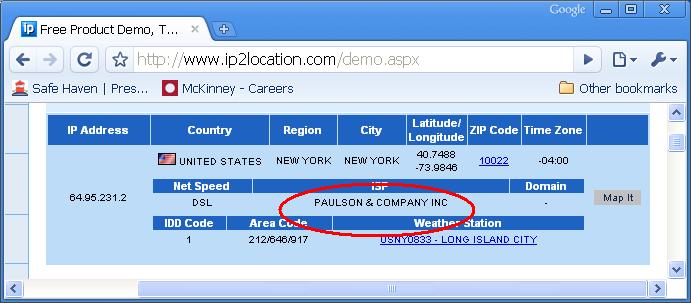 Google
ip Free Product Demo, T...
http://www.ip2location.com/demo.aspx
Safe Haven | Pres... McKinney - Careers Other bookmarks
IP Address Country Region City Latitude/ Longitude ZIP Code Time Zone
64.95.231.2 UNITED STATES NEW YORK NEW YORK 40.7488 -73.9846 10022 -04:00
Net Speed ISP Domain
DSL PAULSON & COMPANY INC - Map It
IDD Code Area Code Weather Station
1 212/646/917 USNY0833 - LONG ISLAND CITY